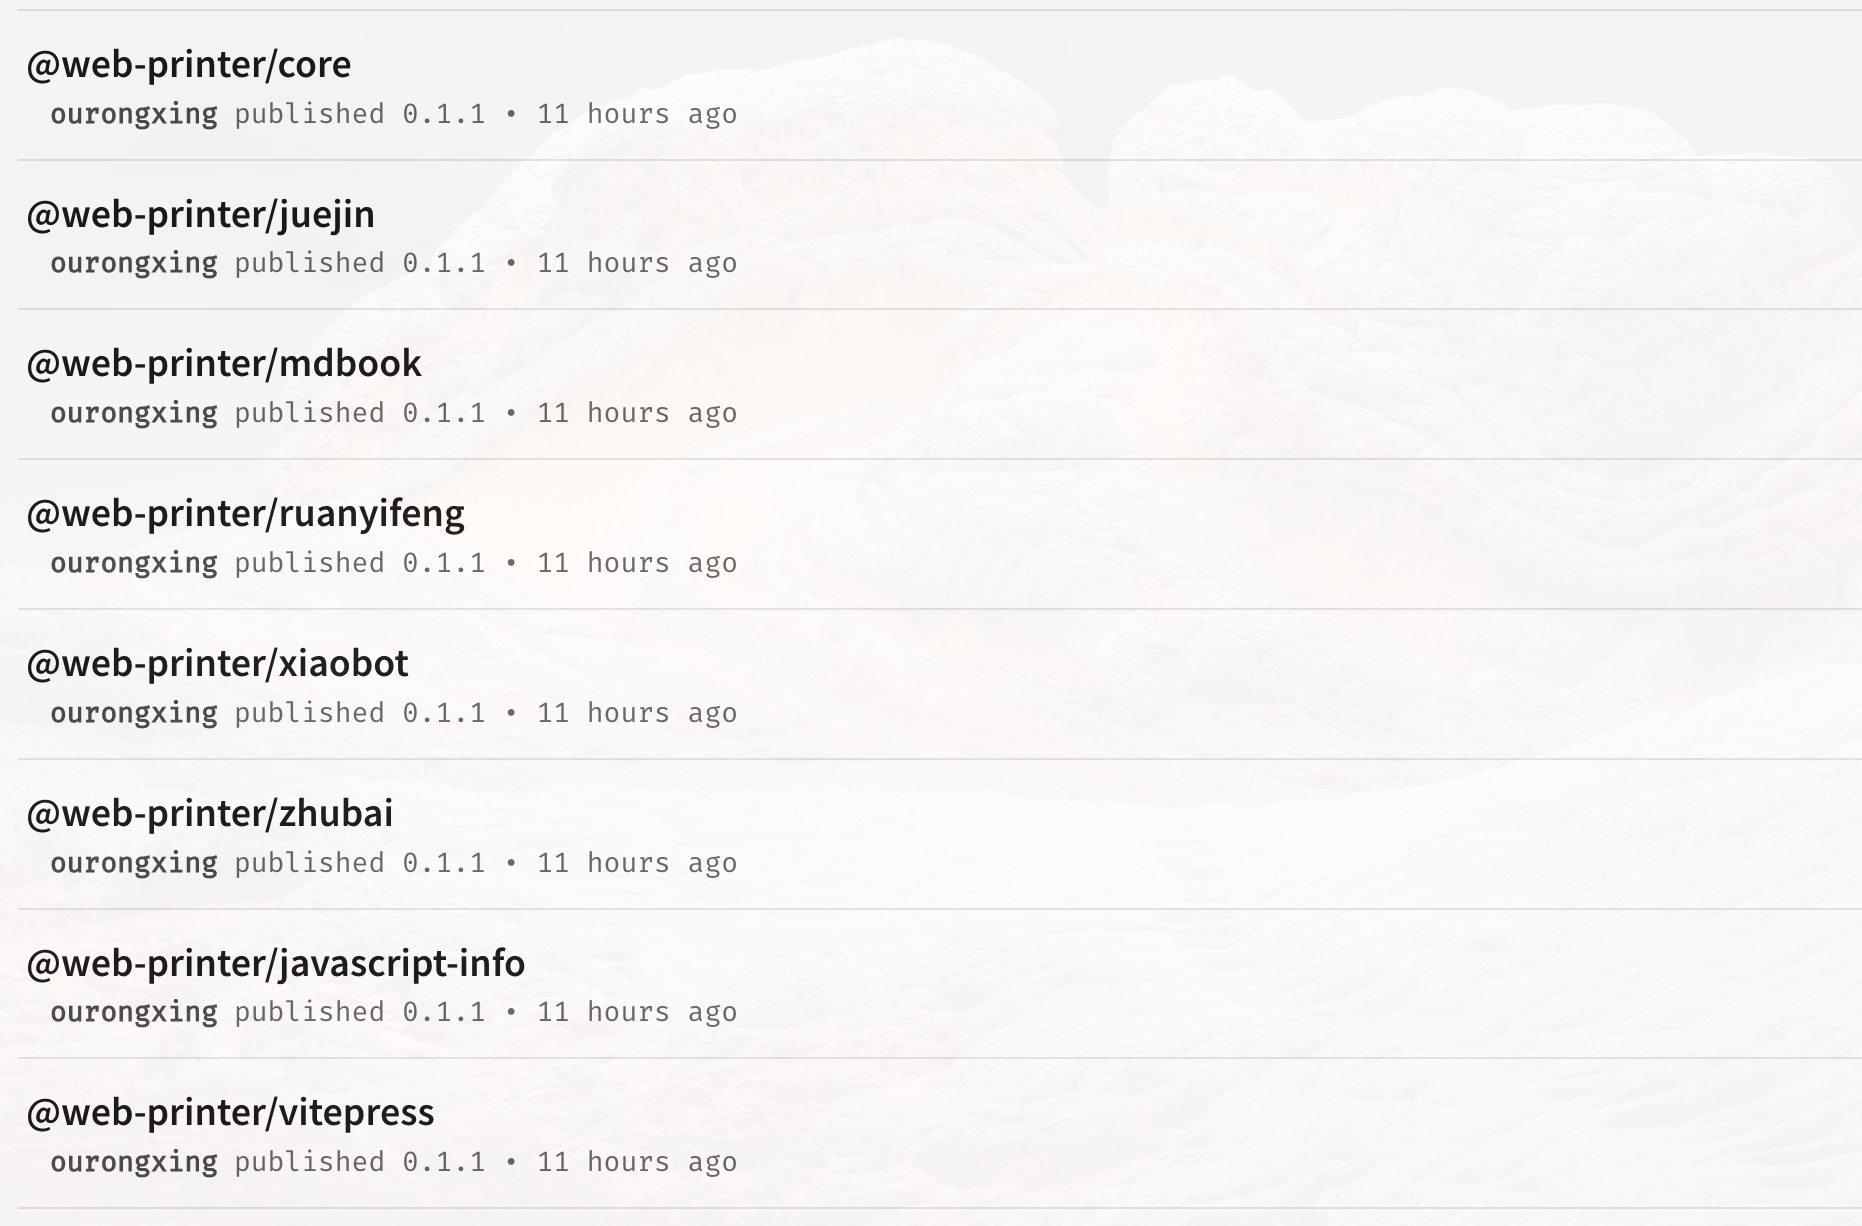 @web-printer/core
ourongxing published 0.1.1 • 11 hours ago
@web-printer/juejin
ourongxing published 0.1.1 • 11 hours ago
@web-printer/mdbook
ourongxing published 0.1.1 • 11 hours ago
@web-printer/ruanyifeng
ourongxing published 0.1.1 • 11 hours ago
@web-printer/xiaobot
ourongxing published 0.1.1 • 11 hours ago
@web-printer/zhubai
ourongxing published 0.1.1 • 11 hours ago
@web-printer/javascript-info
ourongxing published 0.1.1 • 11 hours ago
@web-printer/vitepress
ourongxing published 0.1.1 • 11 hours ago